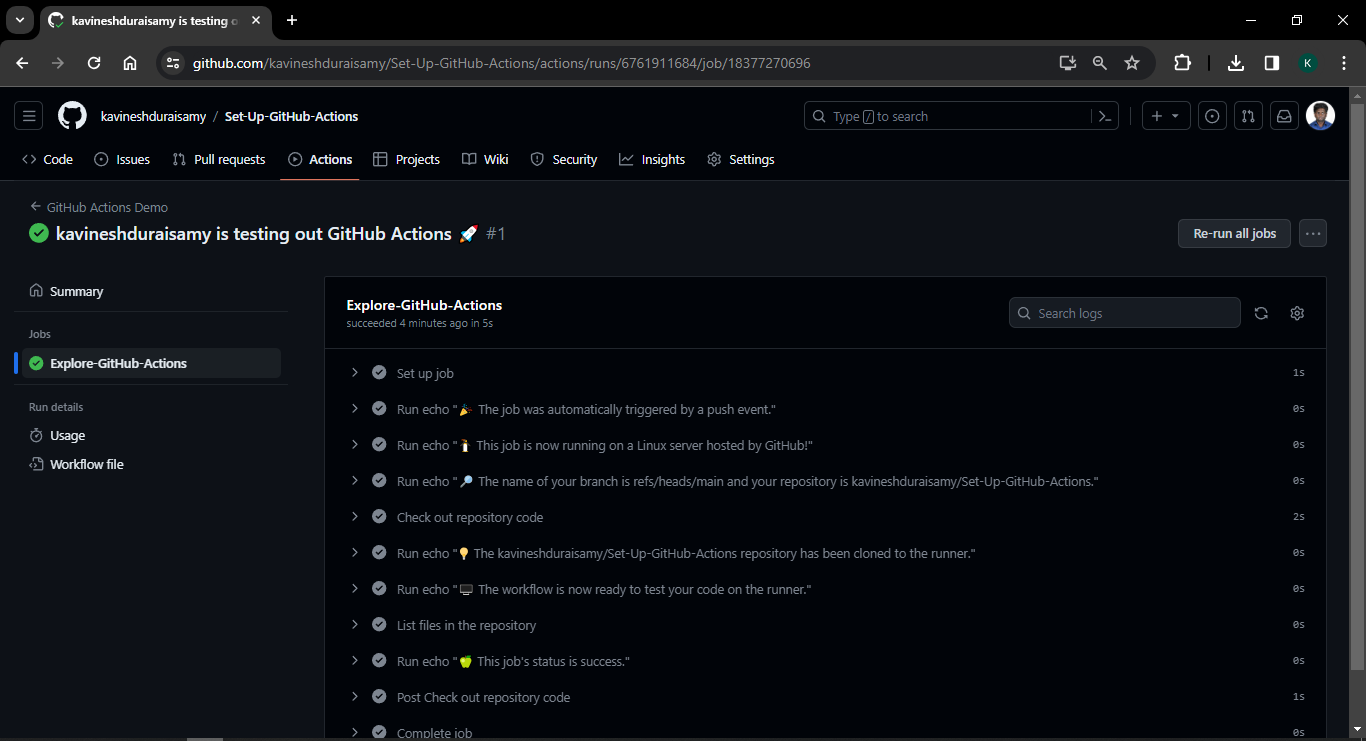 kavineshduraisamy is testing o
github.com/kavineshduraisamy/Set-Up-GitHub-Actions/actions/runs/6761911684/job/18377270696
K
kavineshduraisamy / Set-Up-GitHub-Actions
Type / to search
Code Issues Pull requests Actions Projects Wiki Security Insights Settings
← GitHub Actions Demo
kavineshduraisamy is testing out GitHub Actions 🚀 #1
Re-run all jobs
Summary
Jobs
Explore-GitHub-Actions
Run details
Usage
Workflow file
Explore-GitHub-Actions
succeeded 4 minutes ago in 5s
Search logs
Set up job 1s
Run echo "🎉 The job was automatically triggered by a push event." 0s
Run echo "🐧 This job is now running on a Linux server hosted by GitHub!" 0s
Run echo "🔎 The name of your branch is refs/heads/main and your repository is kavineshduraisamy/Set-Up-GitHub-Actions." 0s
Check out repository code 2s
Run echo "💡 The kavineshduraisamy/Set-Up-GitHub-Actions repository has been cloned to the runner." 0s
Run echo "🖥️ The workflow is now ready to test your code on the runner." 0s
List files in the repository 0s
Run echo "🍏 This job's status is success." 0s
Post Check out repository code 1s
Complete job 0s